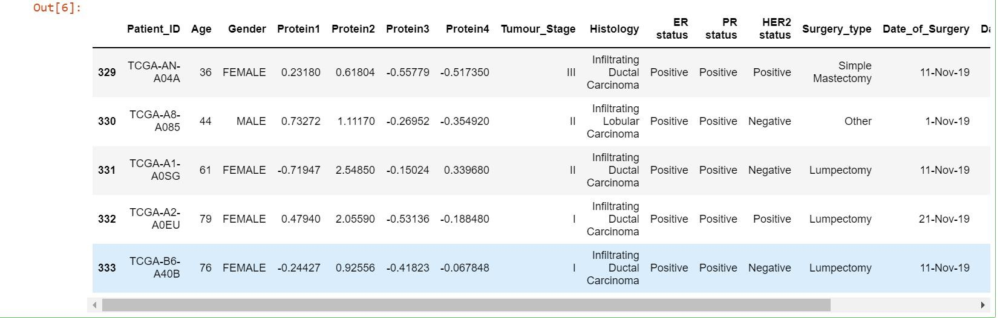 Out[6]:
Patient_ID Age Gender Protein1 Protein2 Protein3 Protein4 Tumour_Stage Histology ER status PR status HER2 status Surgery_type Date_of_Surgery Da
329 TCGA-AN-A04A 36 FEMALE 0.23180 0.61804 -0.55779 -0.517350 III Infiltrating Ductal Carcinoma Positive Positive Positive Simple Mastectomy 11-Nov-19
330 TCGA-A8-A085 44 MALE 0.73272 1.11170 -0.26952 -0.354920 II Infiltrating Lobular Carcinoma Positive Positive Negative Other 1-Nov-19
331 TCGA-A1-A0SG 61 FEMALE -0.71947 2.54850 -0.15024 0.339680 II Infiltrating Ductal Carcinoma Positive Positive Negative Lumpectomy 11-Nov-19
332 TCGA-A2-A0EU 79 FEMALE 0.47940 2.05590 -0.53136 -0.188480 I Infiltrating Ductal Carcinoma Positive Positive Positive Lumpectomy 21-Nov-19
333 TCGA-B6-A40B 76 FEMALE -0.24427 0.92556 -0.41823 -0.067848 I Infiltrating Ductal Carcinoma Positive Positive Negative Lumpectomy 11-Nov-19